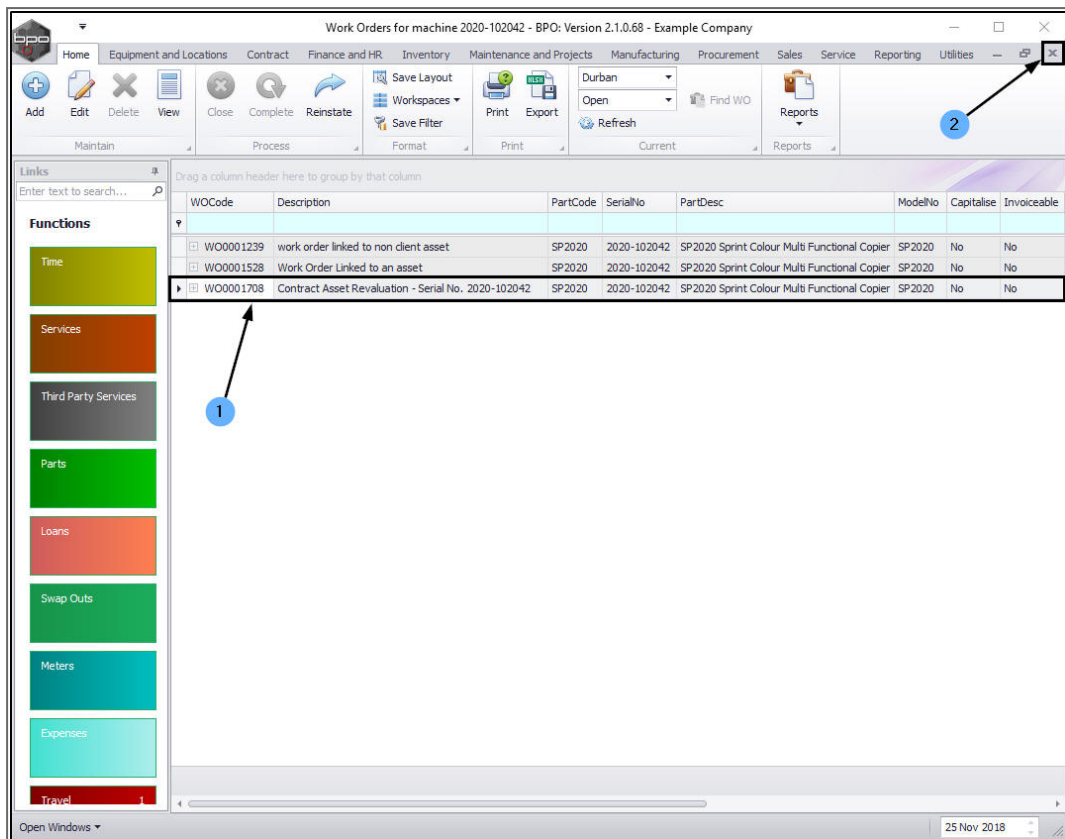 bpo
Work Orders for machine 2020-102042 - BPO: Version 2.1.0.68 - Example Company
Home Equipment and Locations Contract Finance and HR Inventory Maintenance and Projects Manufacturing Procurement Sales Service Reporting Utilities
Add Edit Delete View
Maintain
Close Complete Reinstate
Process
Save Layout
Workspaces
Save Filter
Format
Print Export
Print
Durban
Open
Refresh
Find WO
Current
Reports
Reports
2
Links
Enter text to search...
Functions
Time
Services
Third Party Services
Parts
Loans
Swap Outs
Meters
Expenses
Travel 1
Drag a column header here to group by that column
WOCode Description PartCode SerialNo PartDesc ModelNo Capitalise Invoiceable
WO0001239 work order linked to non client asset SP2020 2020-102042 SP2020 Sprint Colour Multi Functional Copier SP2020 No No
WO0001528 Work Order Linked to an asset SP2020 2020-102042 SP2020 Sprint Colour Multi Functional Copier SP2020 No No
WO0001708 Contract Asset Revaluation - Serial No. 2020-102042 SP2020 2020-102042 SP2020 Sprint Colour Multi Functional Copier SP2020 No No
1
Open Windows
25 Nov 2018